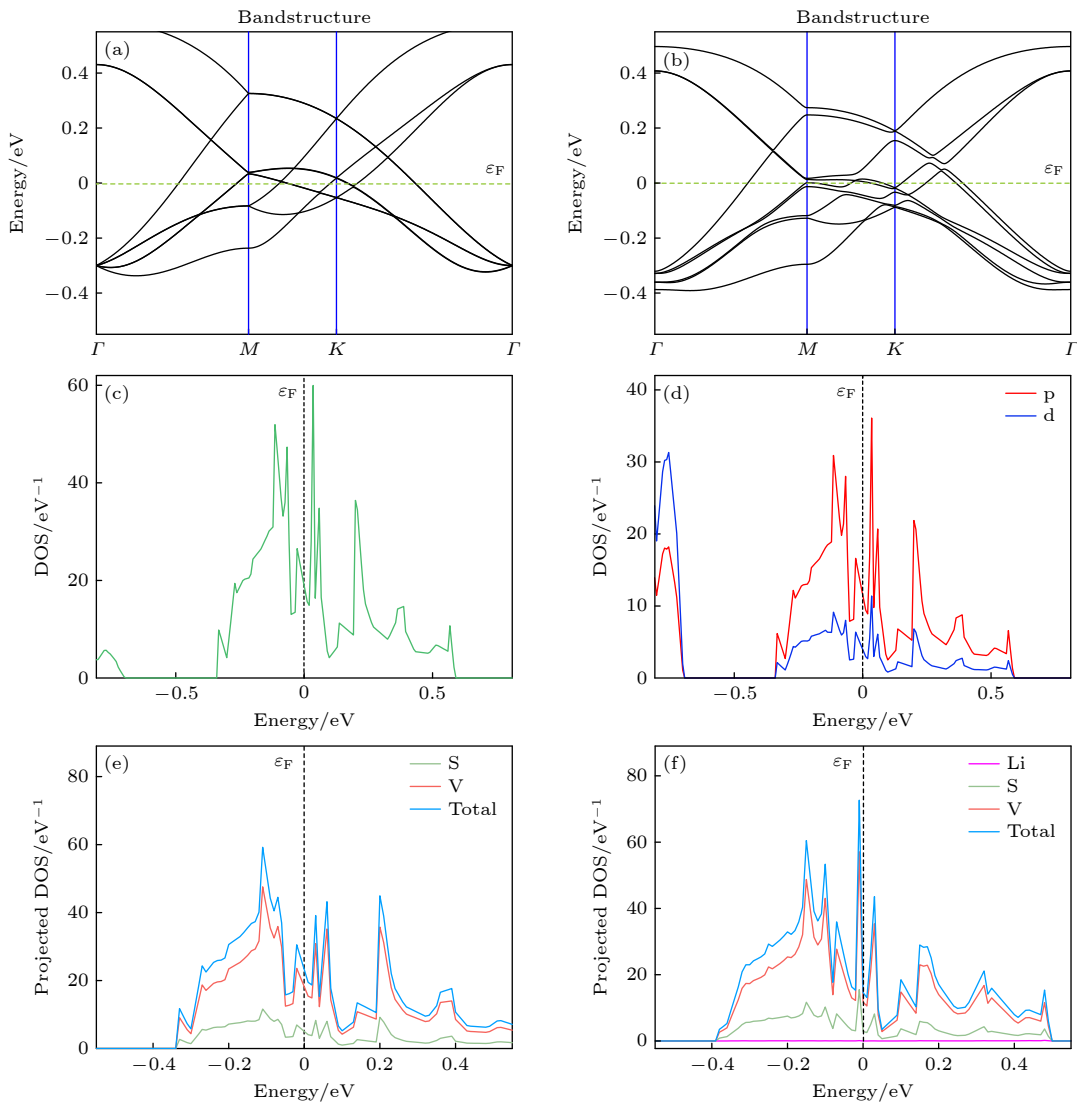 Bandstructure
(a)
Energy/eV
0.4
0.2
0
−0.2
−0.4
εF
Γ
M
K
Γ
Bandstructure
(b)
Energy/eV
0.4
0.2
0
−0.2
−0.4
εF
Γ
M
K
Γ
(c)
εF
DOS/eV−1
60
40
20
0
−0.5
0
0.5
Energy/eV
(d)
εF
p
d
DOS/eV−1
40
30
20
10
0
−0.5
0
0.5
Energy/eV
(e)
εF
S
V
Total
Projected DOS/eV−1
80
60
40
20
0
−0.4
−0.2
0
0.2
0.4
Energy/eV
(f)
εF
Li
S
V
Total
Projected DOS/eV−1
80
60
40
20
0
−0.4
−0.2
0
0.2
0.4
Energy/eV